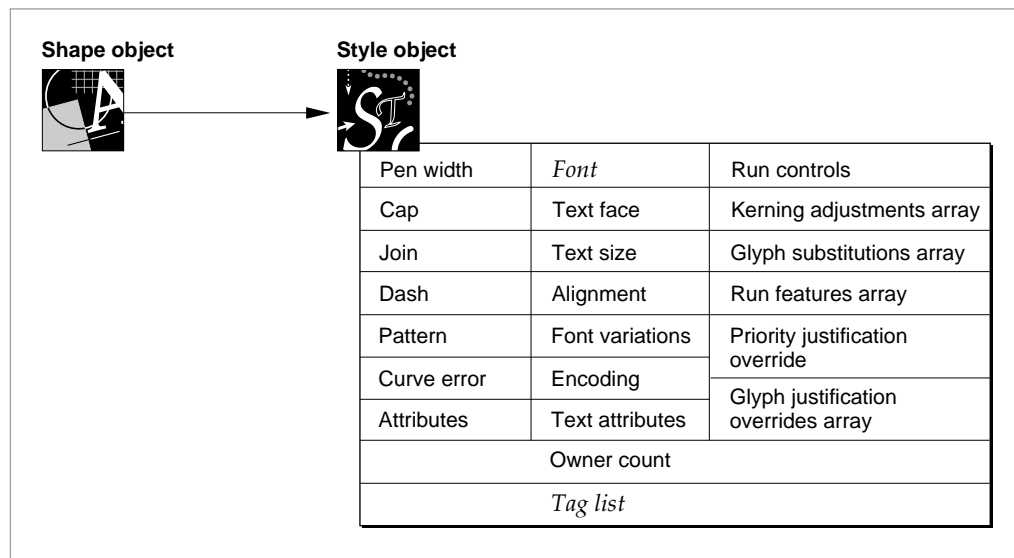 Shape object
Style object
Pen width
Font
Run controls
Cap
Text face
Kerning adjustments array
Join
Text size
Glyph substitutions array
Dash
Alignment
Run features array
Pattern
Font variations
Priority justification
override
Curve error
Encoding
Glyph justification
overrides array
Attributes
Text attributes
Owner count
Tag list